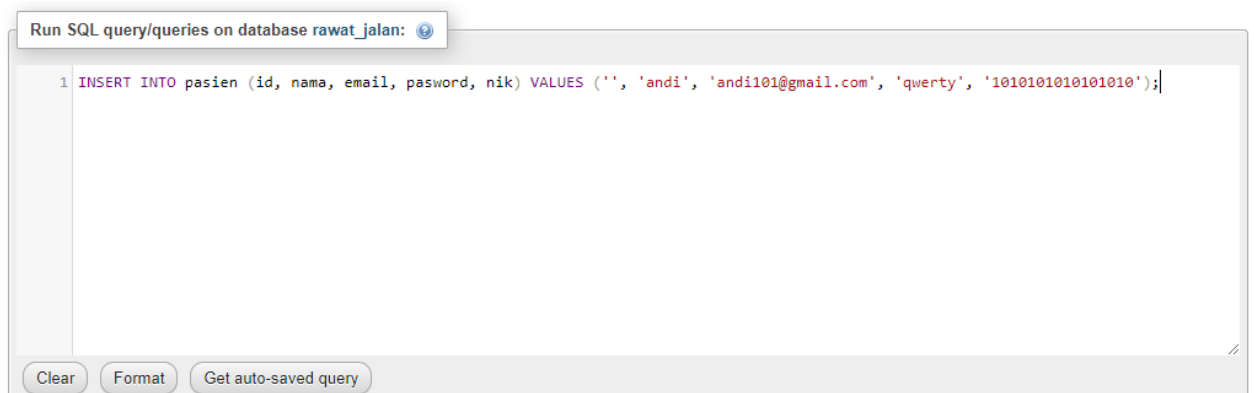 Run SQL query/queries on database rawat_jalan:
1 INSERT INTO pasien (id, nama, email, pasword, nik) VALUES ('', 'andi', 'andi101@gmail.com', 'qwerty', '1010101010101010');
Clear Format Get auto-saved query